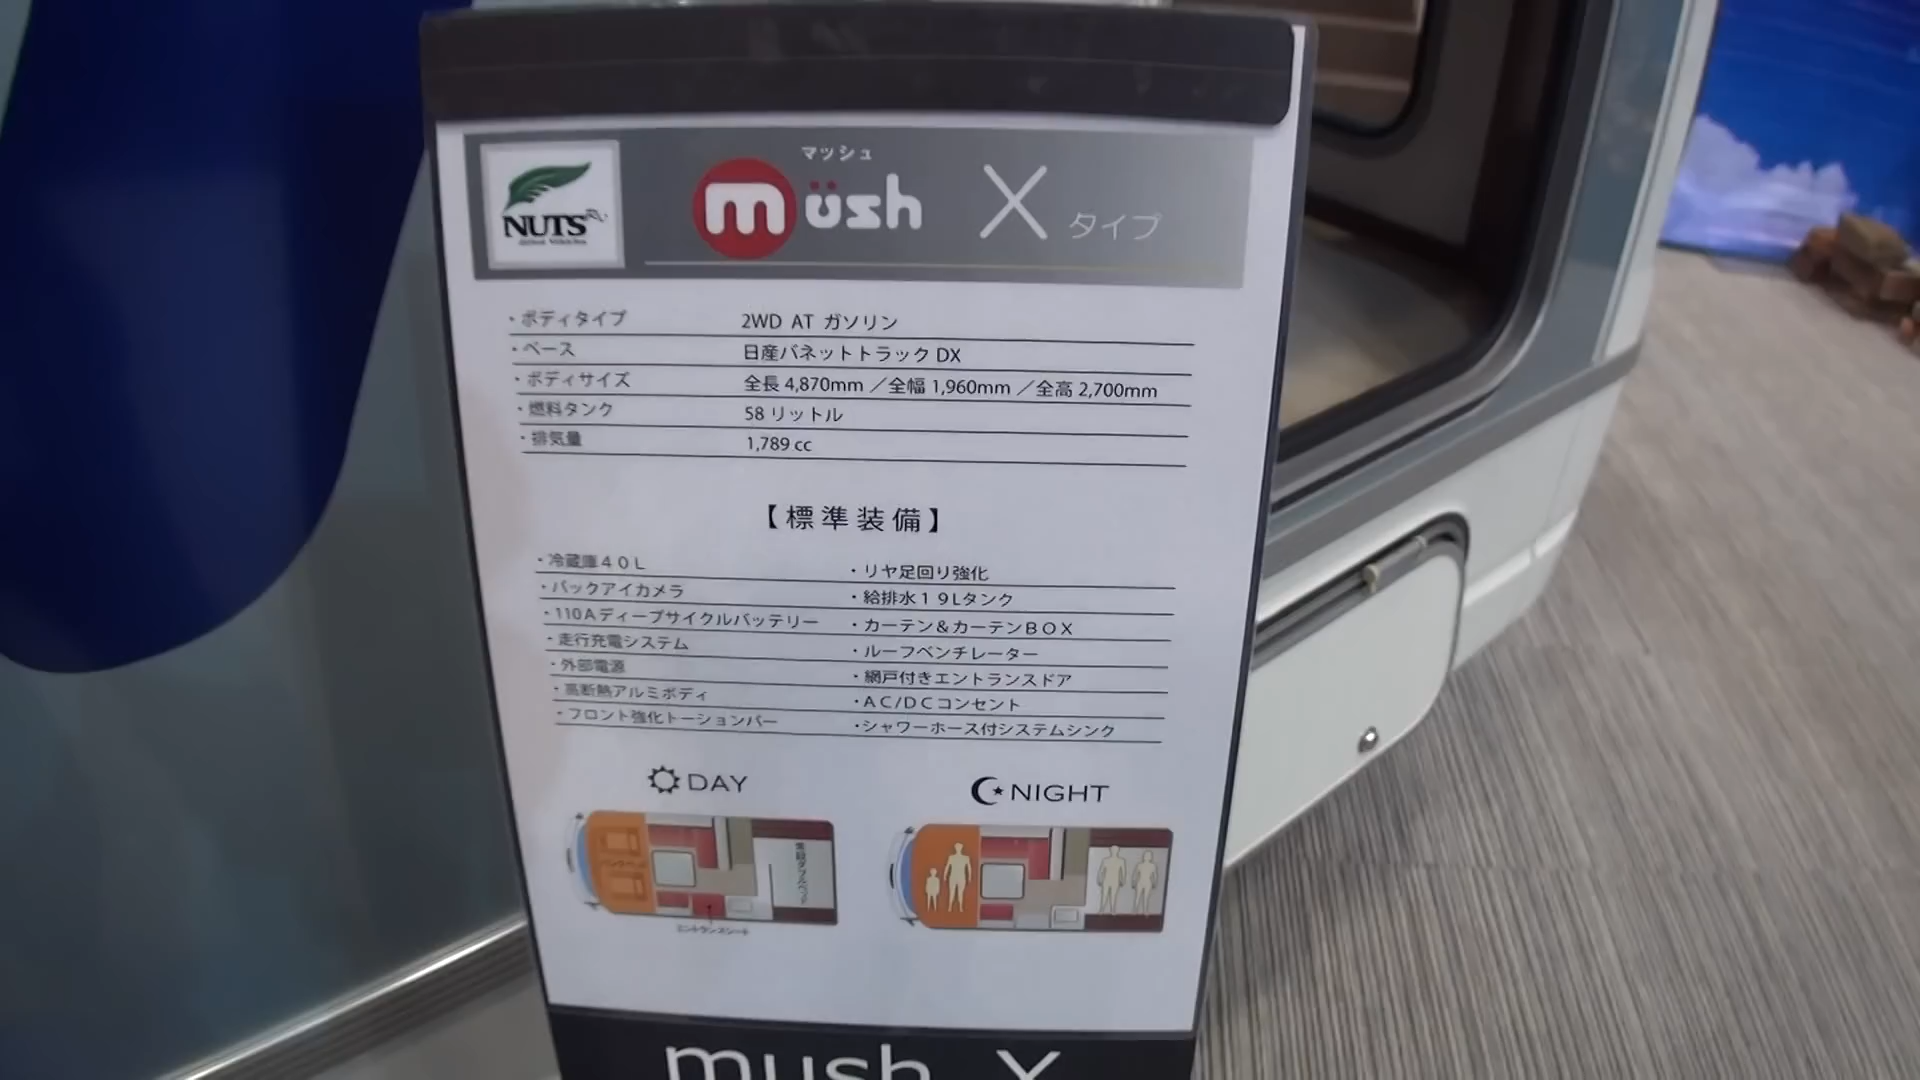 マッシュ
NUTS RV
müsh X タイプ
・ボディタイプ 2WD AT ガソリン
・ベース 日産バネットトラック DX
・ボディサイズ 全長 4,870mm ／全幅 1,960mm ／全高 2,700mm
・燃料タンク 58 リットル
・排気量 1,789 cc
【標準装備】
・冷蔵庫４０Ｌ
・バックアイカメラ
・110Aディープサイクルバッテリー
・走行充電システム
・外部電源
・高断熱アルミボディ
・フロント強化トーションバー
・リヤ足回り強化
・給排水１９Lタンク
・カーテン＆カーテンＢＯＸ
・ルーフベンチレーター
・網戸付きエントランスドア
・ＡＣ/ＤＣコンセント
・シャワーホース付システムシンク
DAY
NIGHT
エントランスシート
mush X